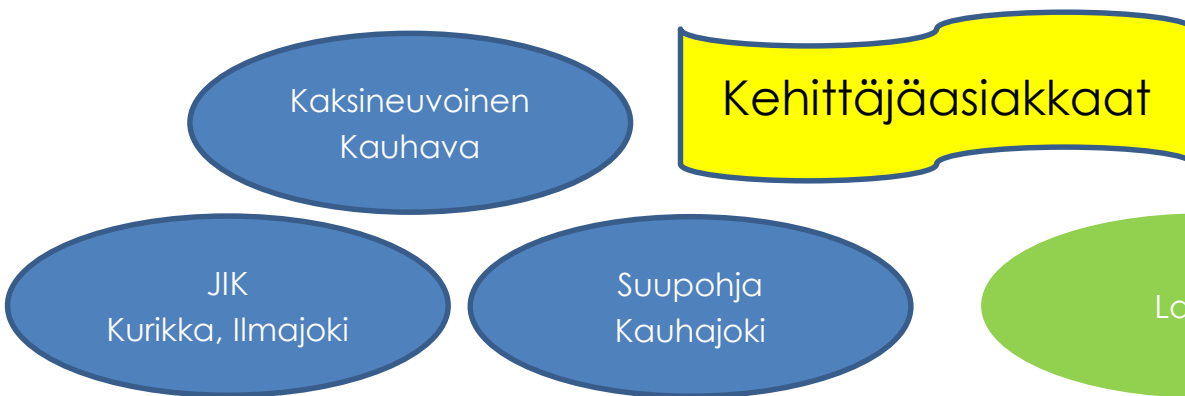 Kaksineuvoinen
Kauhava
Kehittäjäasiakkaat
JIK
Kurikka, Ilmajoki
Suupohja
Kauhajoki